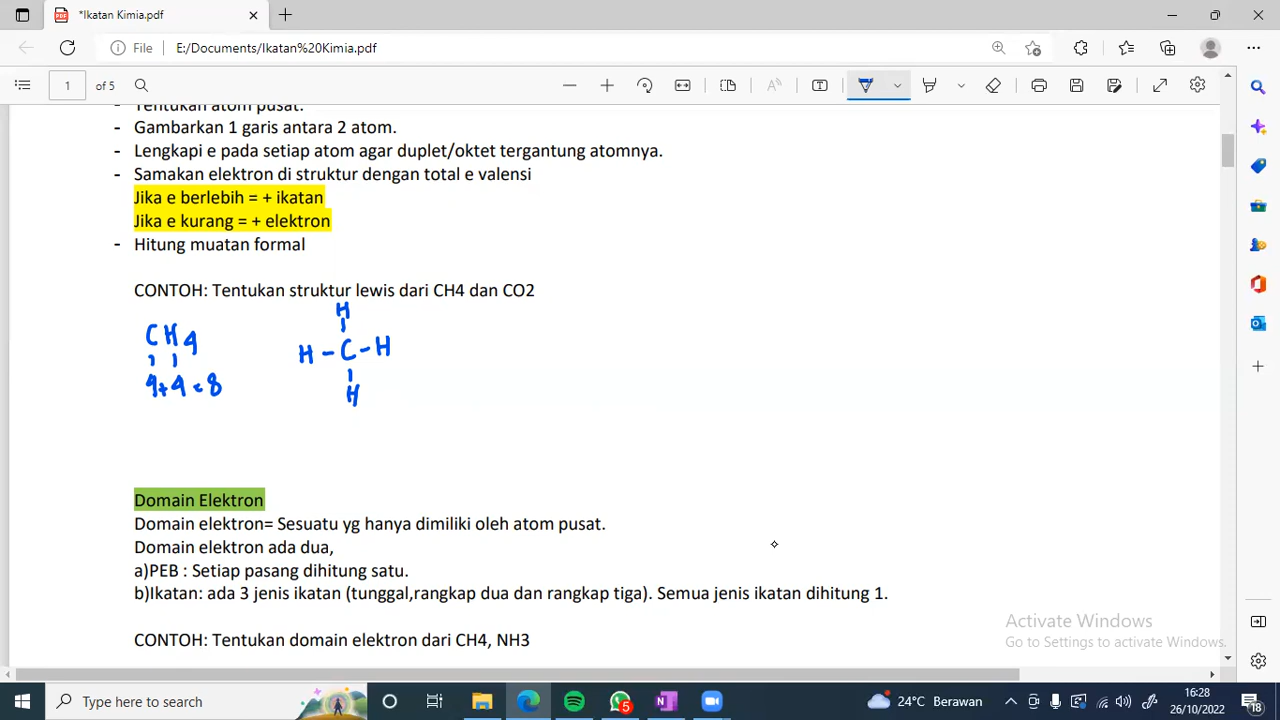 *Ikatan Kimia.pdf
File E:/Documents/Ikatan%20Kimia.pdf
1 of 5
Tentukan atom pusat.
- Gambarkan 1 garis antara 2 atom.
- Lengkapi e pada setiap atom agar duplet/oktet tergantung atomnya.
- Samakan elektron di struktur dengan total e valensi
Jika e berlebih = + ikatan
Jika e kurang = + elektron
- Hitung muatan formal
CONTOH: Tentukan struktur lewis dari CH4 dan CO2
H
CH4
H - C - H
4+4=8
H
Domain Elektron
Domain elektron= Sesuatu yg hanya dimiliki oleh atom pusat.
Domain elektron ada dua,
a)PEB : Setiap pasang dihitung satu.
b)Ikatan: ada 3 jenis ikatan (tunggal,rangkap dua dan rangkap tiga). Semua jenis ikatan dihitung 1.
Activate Windows
Go to Settings to activate Windows.
CONTOH: Tentukan domain elektron dari CH4, NH3
Type here to search
5
24°C Berawan
16:28
26/10/2022
18